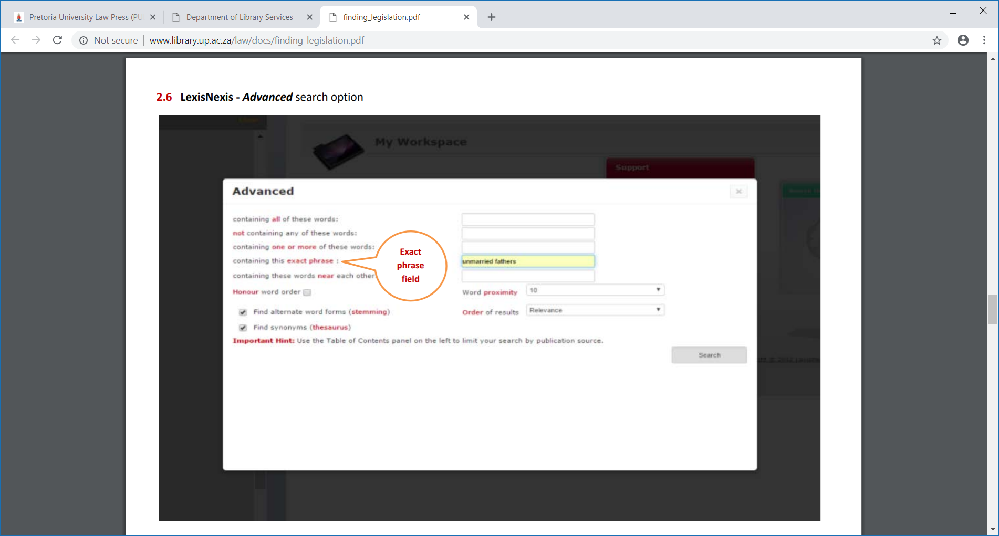 Pretoria University Law Press (PU
Department of Library Services
finding_legislation.pdf
Not secure | www.library.up.ac.za/law/docs/finding_legislation.pdf
2.6 LexisNexis - Advanced search option
My Workspace
Support
Advanced
containing all of these words:
not containing any of these words:
containing one or more of these words:
containing this exact phrase :
unmarried fathers
containing these words near each other
Exact
phrase
field
Honour word order
Word proximity
10
Find alternate word forms (stemming)
Order of results
Relevance
Find synonyms (thesaurus)
Important Hint: Use the Table of Contents panel on the left to limit your search by publication source.
Search